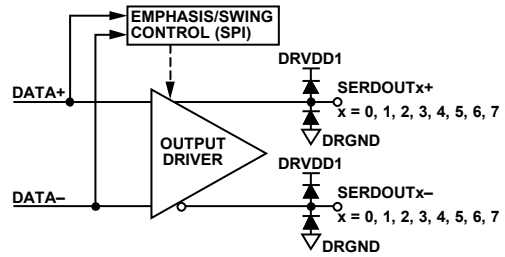 EMPHASIS/SWING
CONTROL (SPI)
DRVDD1
DATA+
SERDOUTx+
x = 0, 1, 2, 3, 4, 5, 6, 7
DRGND
OUTPUT
DRIVER
DRVDD1
DATA–
SERDOUTx–
x = 0, 1, 2, 3, 4, 5, 6, 7
DRGND